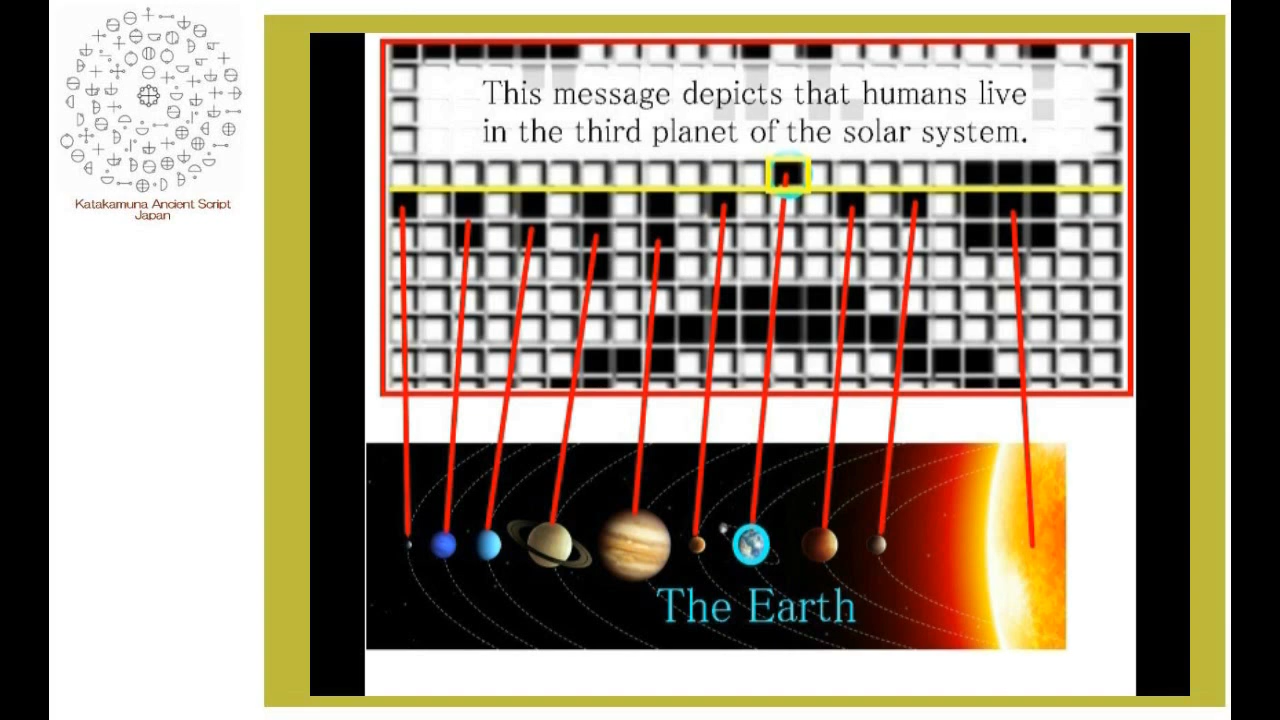 Katakamuna Ancient Script
Japan
This message depicts that humans live
in the third planet of the solar system.
The Earth